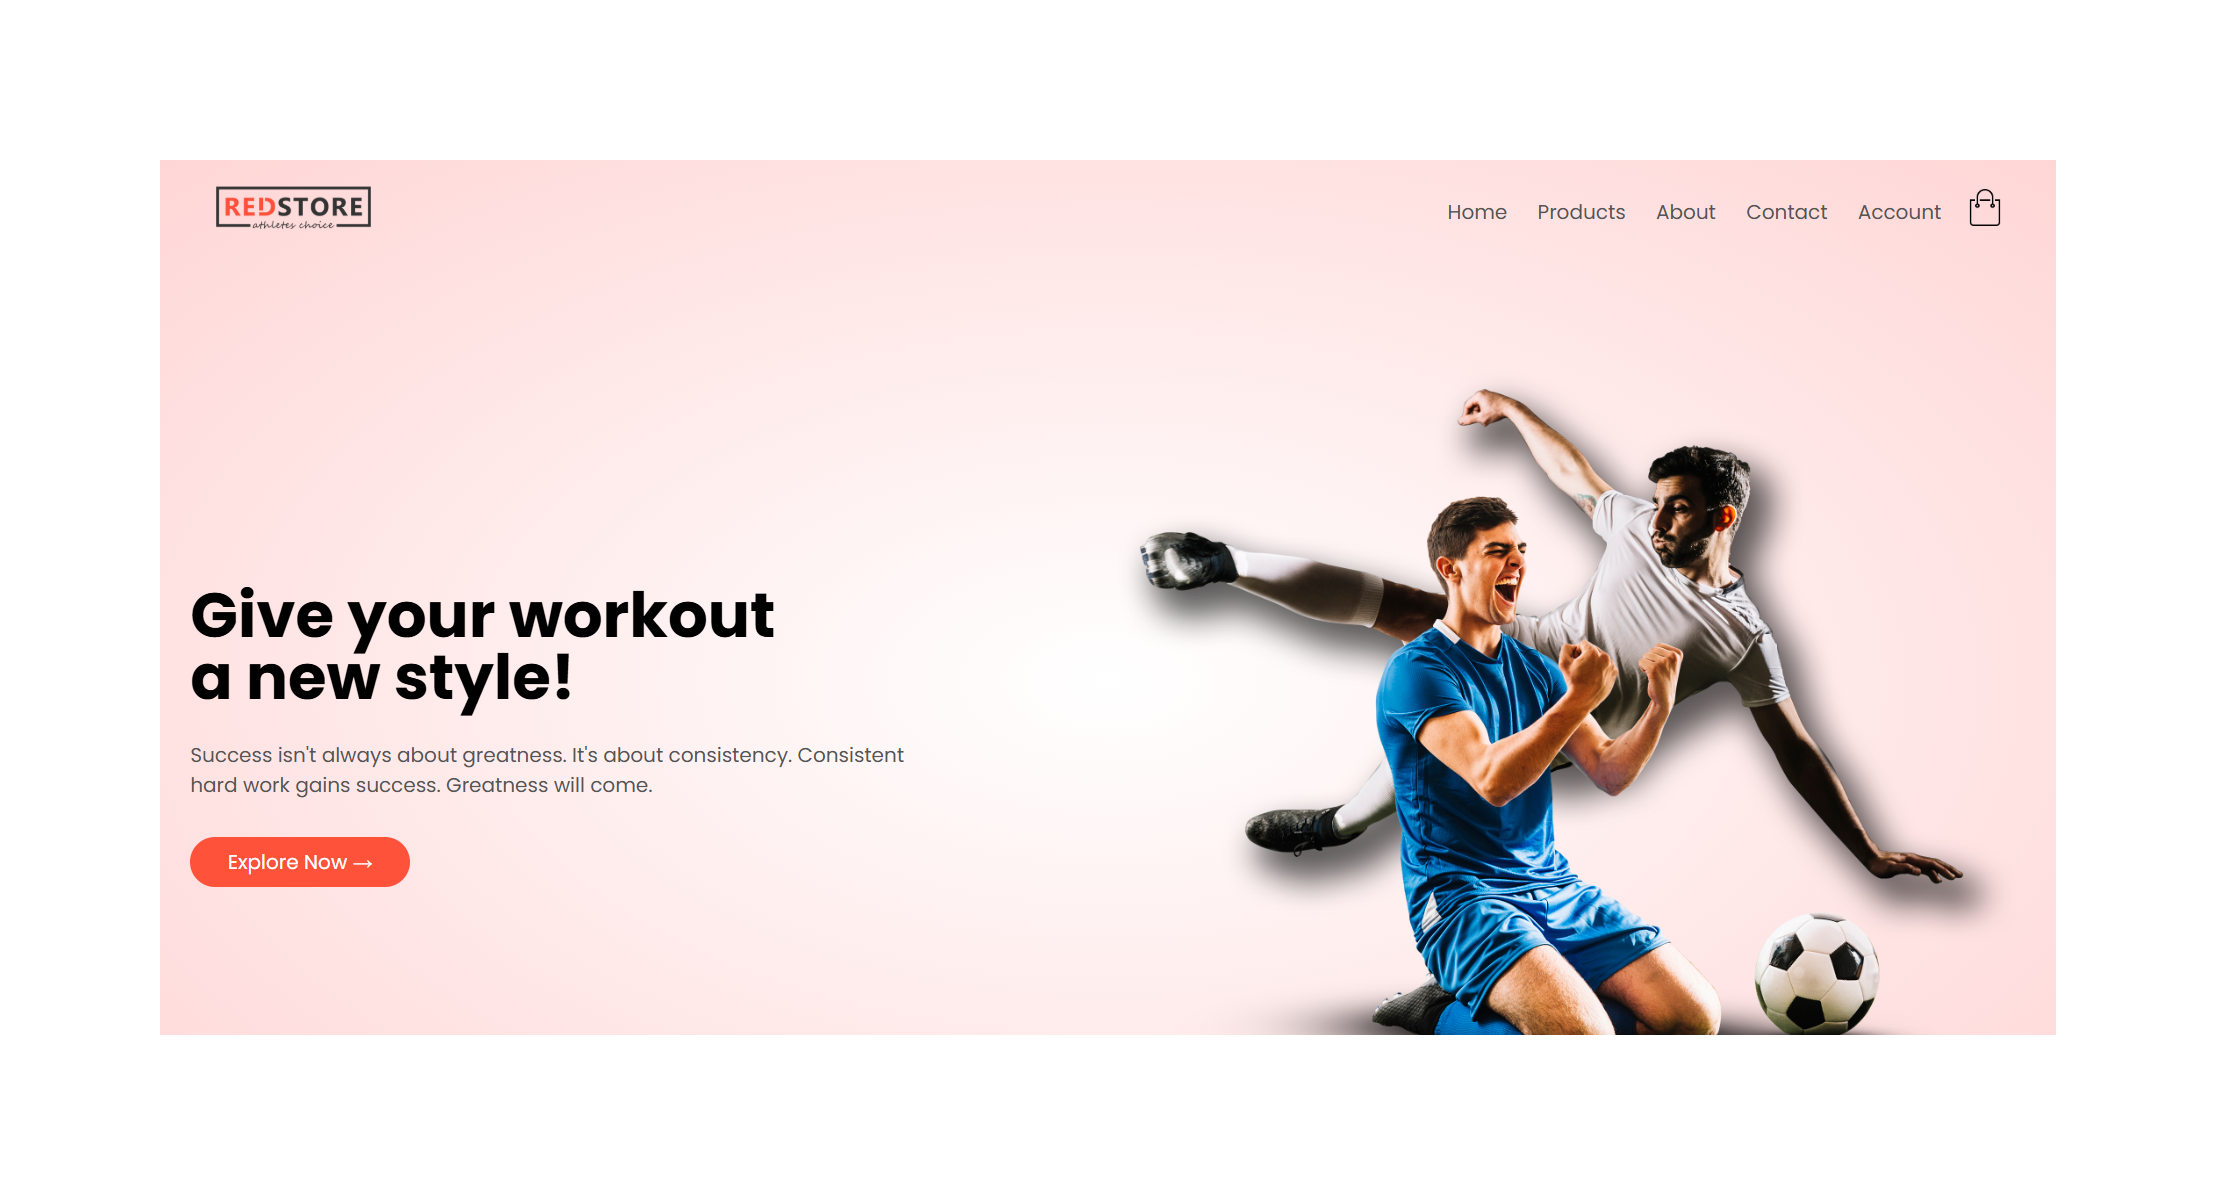 REDSTORE
athletes choice
Home Products About Contact Account
Give your workout
a new style!
Success isn't always about greatness. It's about consistency. Consistent
hard work gains success. Greatness will come.
Explore Now →